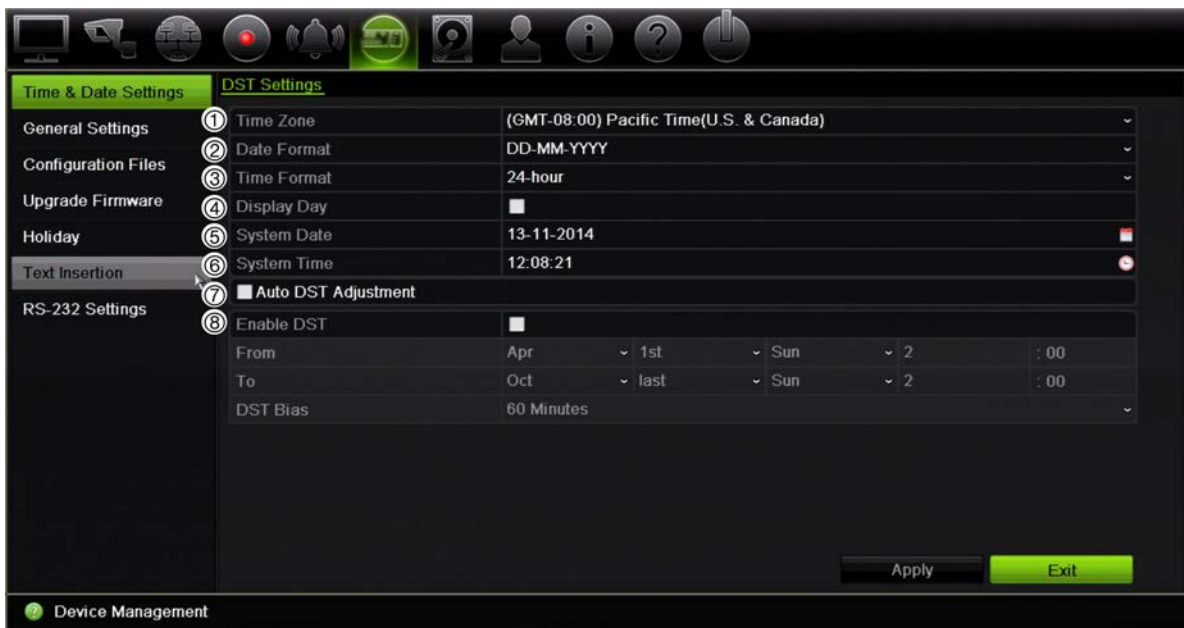 Time & Date Settings
General Settings
Configuration Files
Upgrade Firmware
Holiday
Text Insertion
RS-232 Settings
DST Settings
① Time Zone (GMT-08:00) Pacific Time(U.S. & Canada)
② Date Format DD-MM-YYYY
③ Time Format 24-hour
④ Display Day
⑤ System Date 13-11-2014
⑥ System Time 12:08:21
⑦ Auto DST Adjustment
⑧ Enable DST
From Apr 1st Sun 2 : 00
To Oct last Sun 2 : 00
DST Bias 60 Minutes
Apply Exit
Device Management